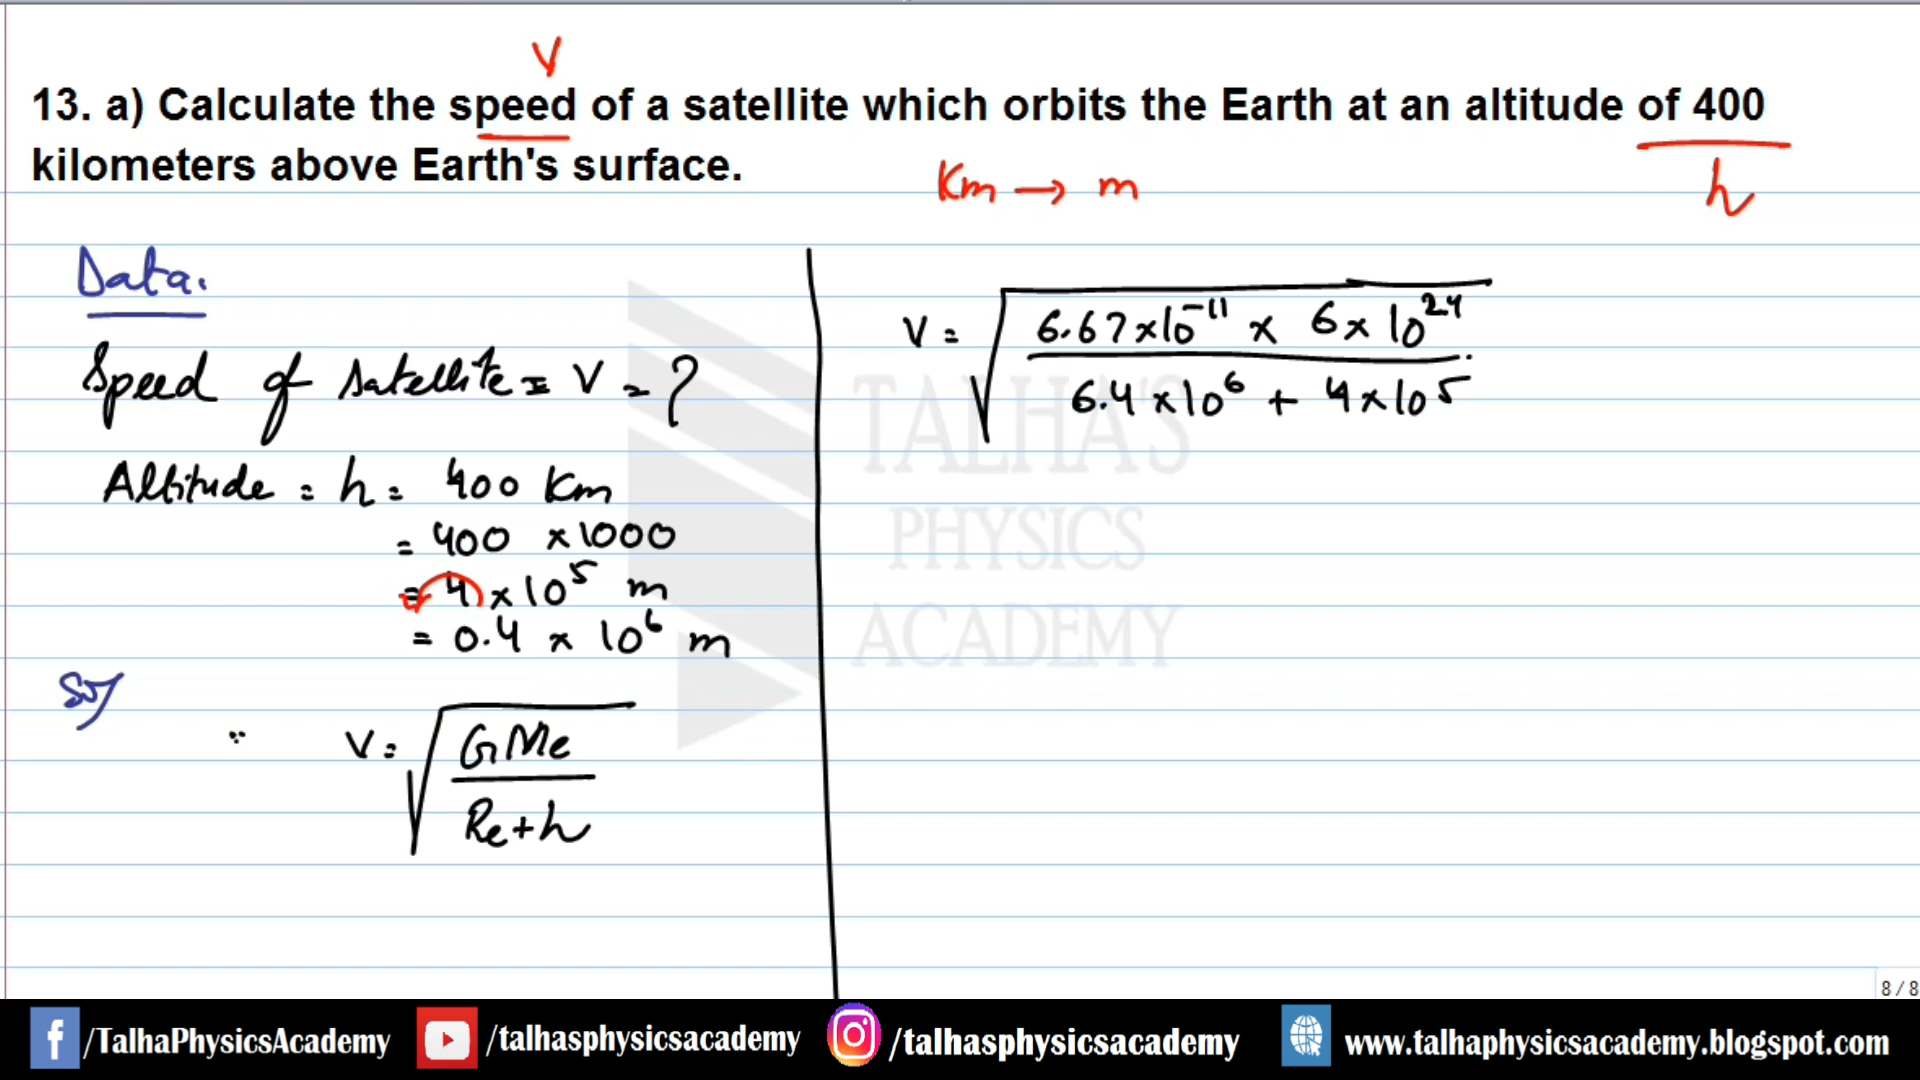 V
13. a) Calculate the speed of a satellite which orbits the Earth at an altitude of 400
kilometers above Earth's surface.
Km → m
h
Data.
Speed of Satellite = V = ?
Altitude = h = 400 Km
= 400 × 1000
= 4 × 10⁵ m
= 0.4 × 10⁶ m
Sol
∵ V = √(GMe / Re+h)
V = √(6.67×10⁻¹¹ × 6×10²⁴ / 6.4×10⁶ + 4×10⁵)
TALHA'S
PHYSICS
ACADEMY
8 / 8
/TalhaPhysicsAcademy /talhasphysicsacademy /talhasphysicsacademy www.talhaphysicsacademy.blogspot.com